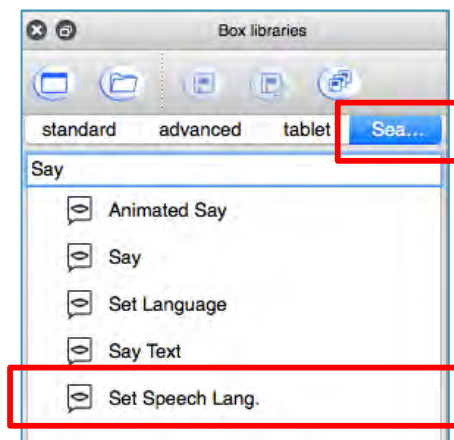 Box libraries
standard advanced tablet Sea...
Say
Animated Say
Say
Set Language
Say Text
Set Speech Lang.